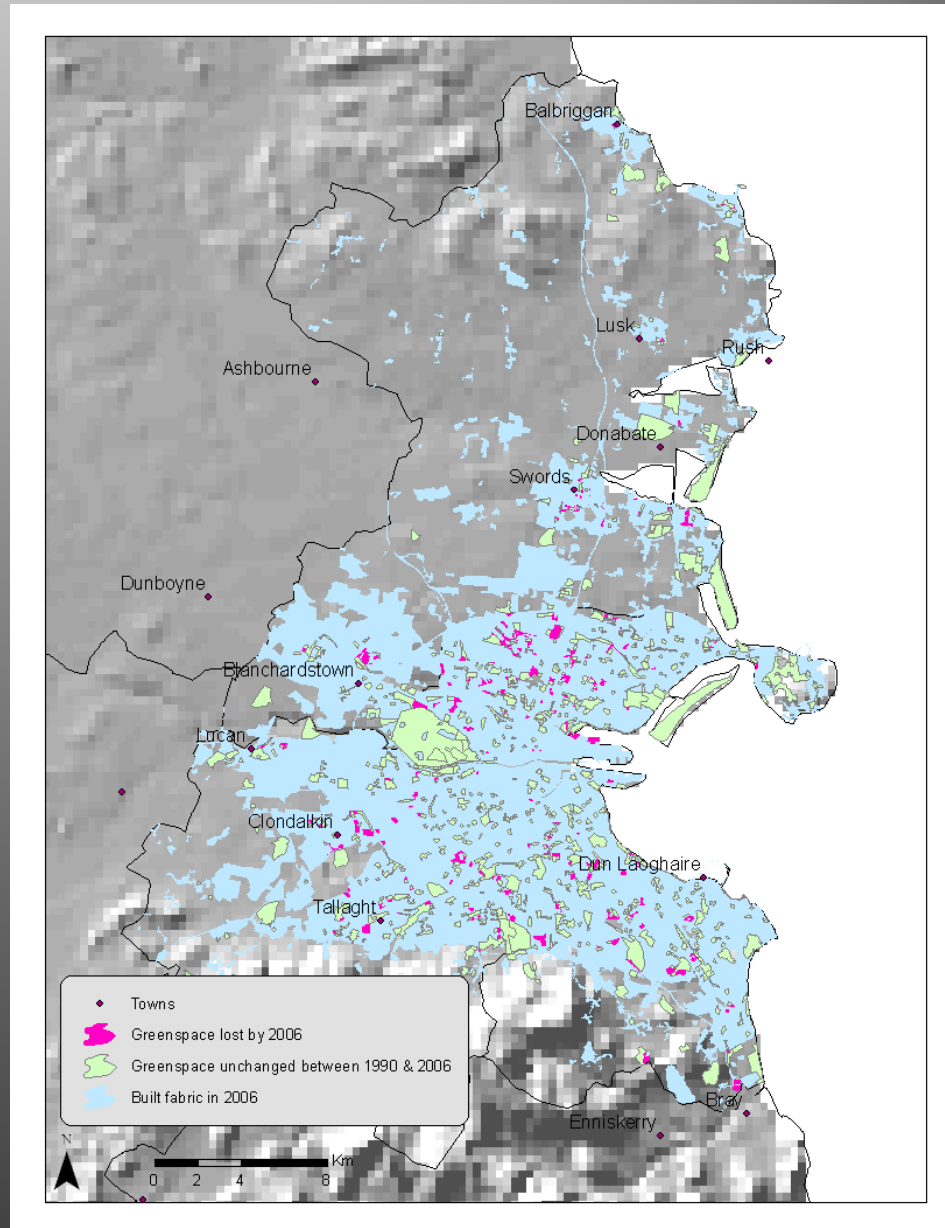 Balbriggan
Lusk
Rush
Ashbourne
Donabate
Swords
Dunboyne
Blanchardstown
Lucan
Clondalkin
Dun Laoghaire
Tallaght
Towns
Greenspace lost by 2006
Greenspace unchanged between 1990 & 2006
Built fabric in 2006
Bray
Enniskerry
N
Km
0 2 4 8